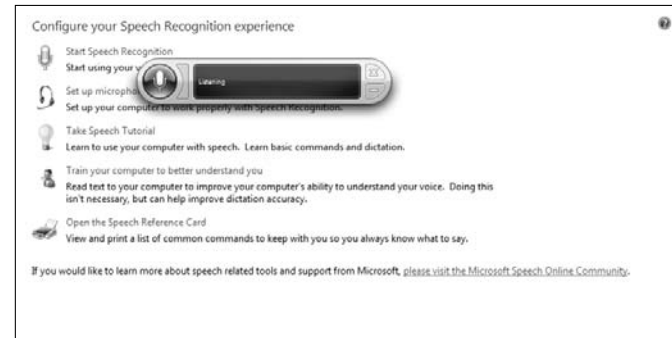 Configure your Speech Recognition experience
Start Speech Recognition
Start using your v
Listening
Set up micropho
Set up your computer to work properly with Speech Recognition.
Take Speech Tutorial
Learn to use your computer with speech. Learn basic commands and dictation.
Train your computer to better understand you
Read text to your computer to improve your computer's ability to understand your voice. Doing this
isn't necessary, but can help improve dictation accuracy.
Open the Speech Reference Card
View and print a list of common commands to keep with you so you always know what to say.
If you would like to learn more about speech related tools and support from Microsoft, please visit the Microsoft Speech Online Community.